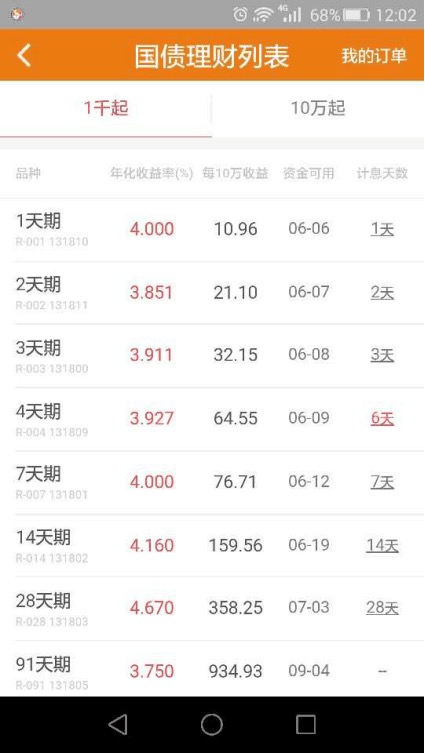 4G 68% 12:02
国债理财列表 我的订单
1千起 10万起
品种 年化收益率(%) 每10万收益 资金可用 计息天数
1天期 4.000 10.96 06-06 1天
R-001 131810
2天期 3.851 21.10 06-07 2天
R-002 131811
3天期 3.911 32.15 06-08 3天
R-003 131800
4天期 3.927 64.55 06-09 6天
R-004 131809
7天期 4.000 76.71 06-12 7天
R-007 131801
14天期 4.160 159.56 06-19 14天
R-014 131802
28天期 4.670 358.25 07-03 28天
R-028 131803
91天期 3.750 934.93 09-04 --
R-091 131805